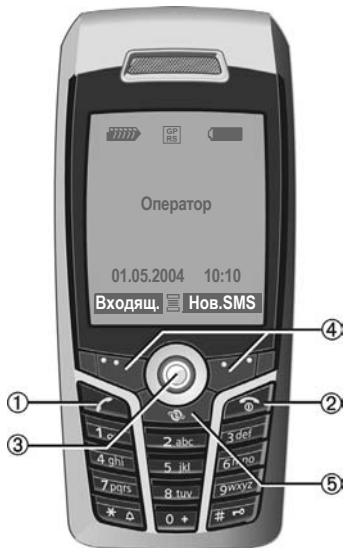 GP
RS
Оператор
01.05.2004 10:10
Входящ. Нов.SMS
④
① ②
③
⑤
2 abc 3 def
4 ghi 5 jkl 6 mno
7 pqrs 8 tuv 9 wxyz
* 0 + #